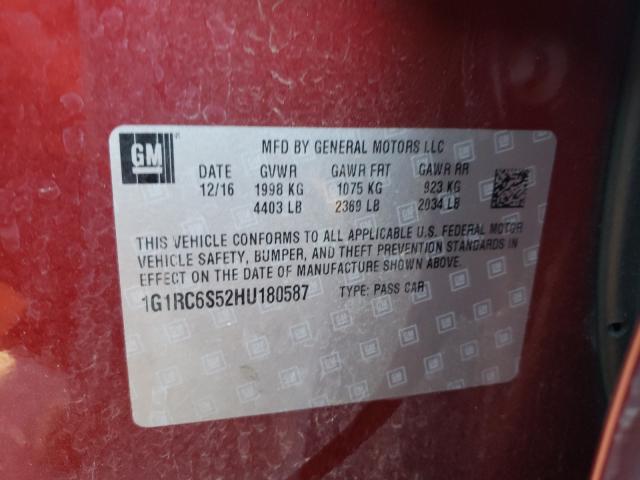 GM
MFD BY GENERAL MOTORS LLC
DATE GVWR GAWR FRT GAWR RR
12/16 1998 KG 1075 KG 923 KG
4403 LB 2369 LB 2034 LB
THIS VEHICLE CONFORMS TO ALL APPLICABLE U.S. FEDERAL MOTOR
VEHICLE SAFETY, BUMPER, AND THEFT PREVENTION STANDARDS IN
EFFECT ON THE DATE OF MANUFACTURE SHOWN ABOVE.
1G1RC6S52HU180587 TYPE: PASS CAR